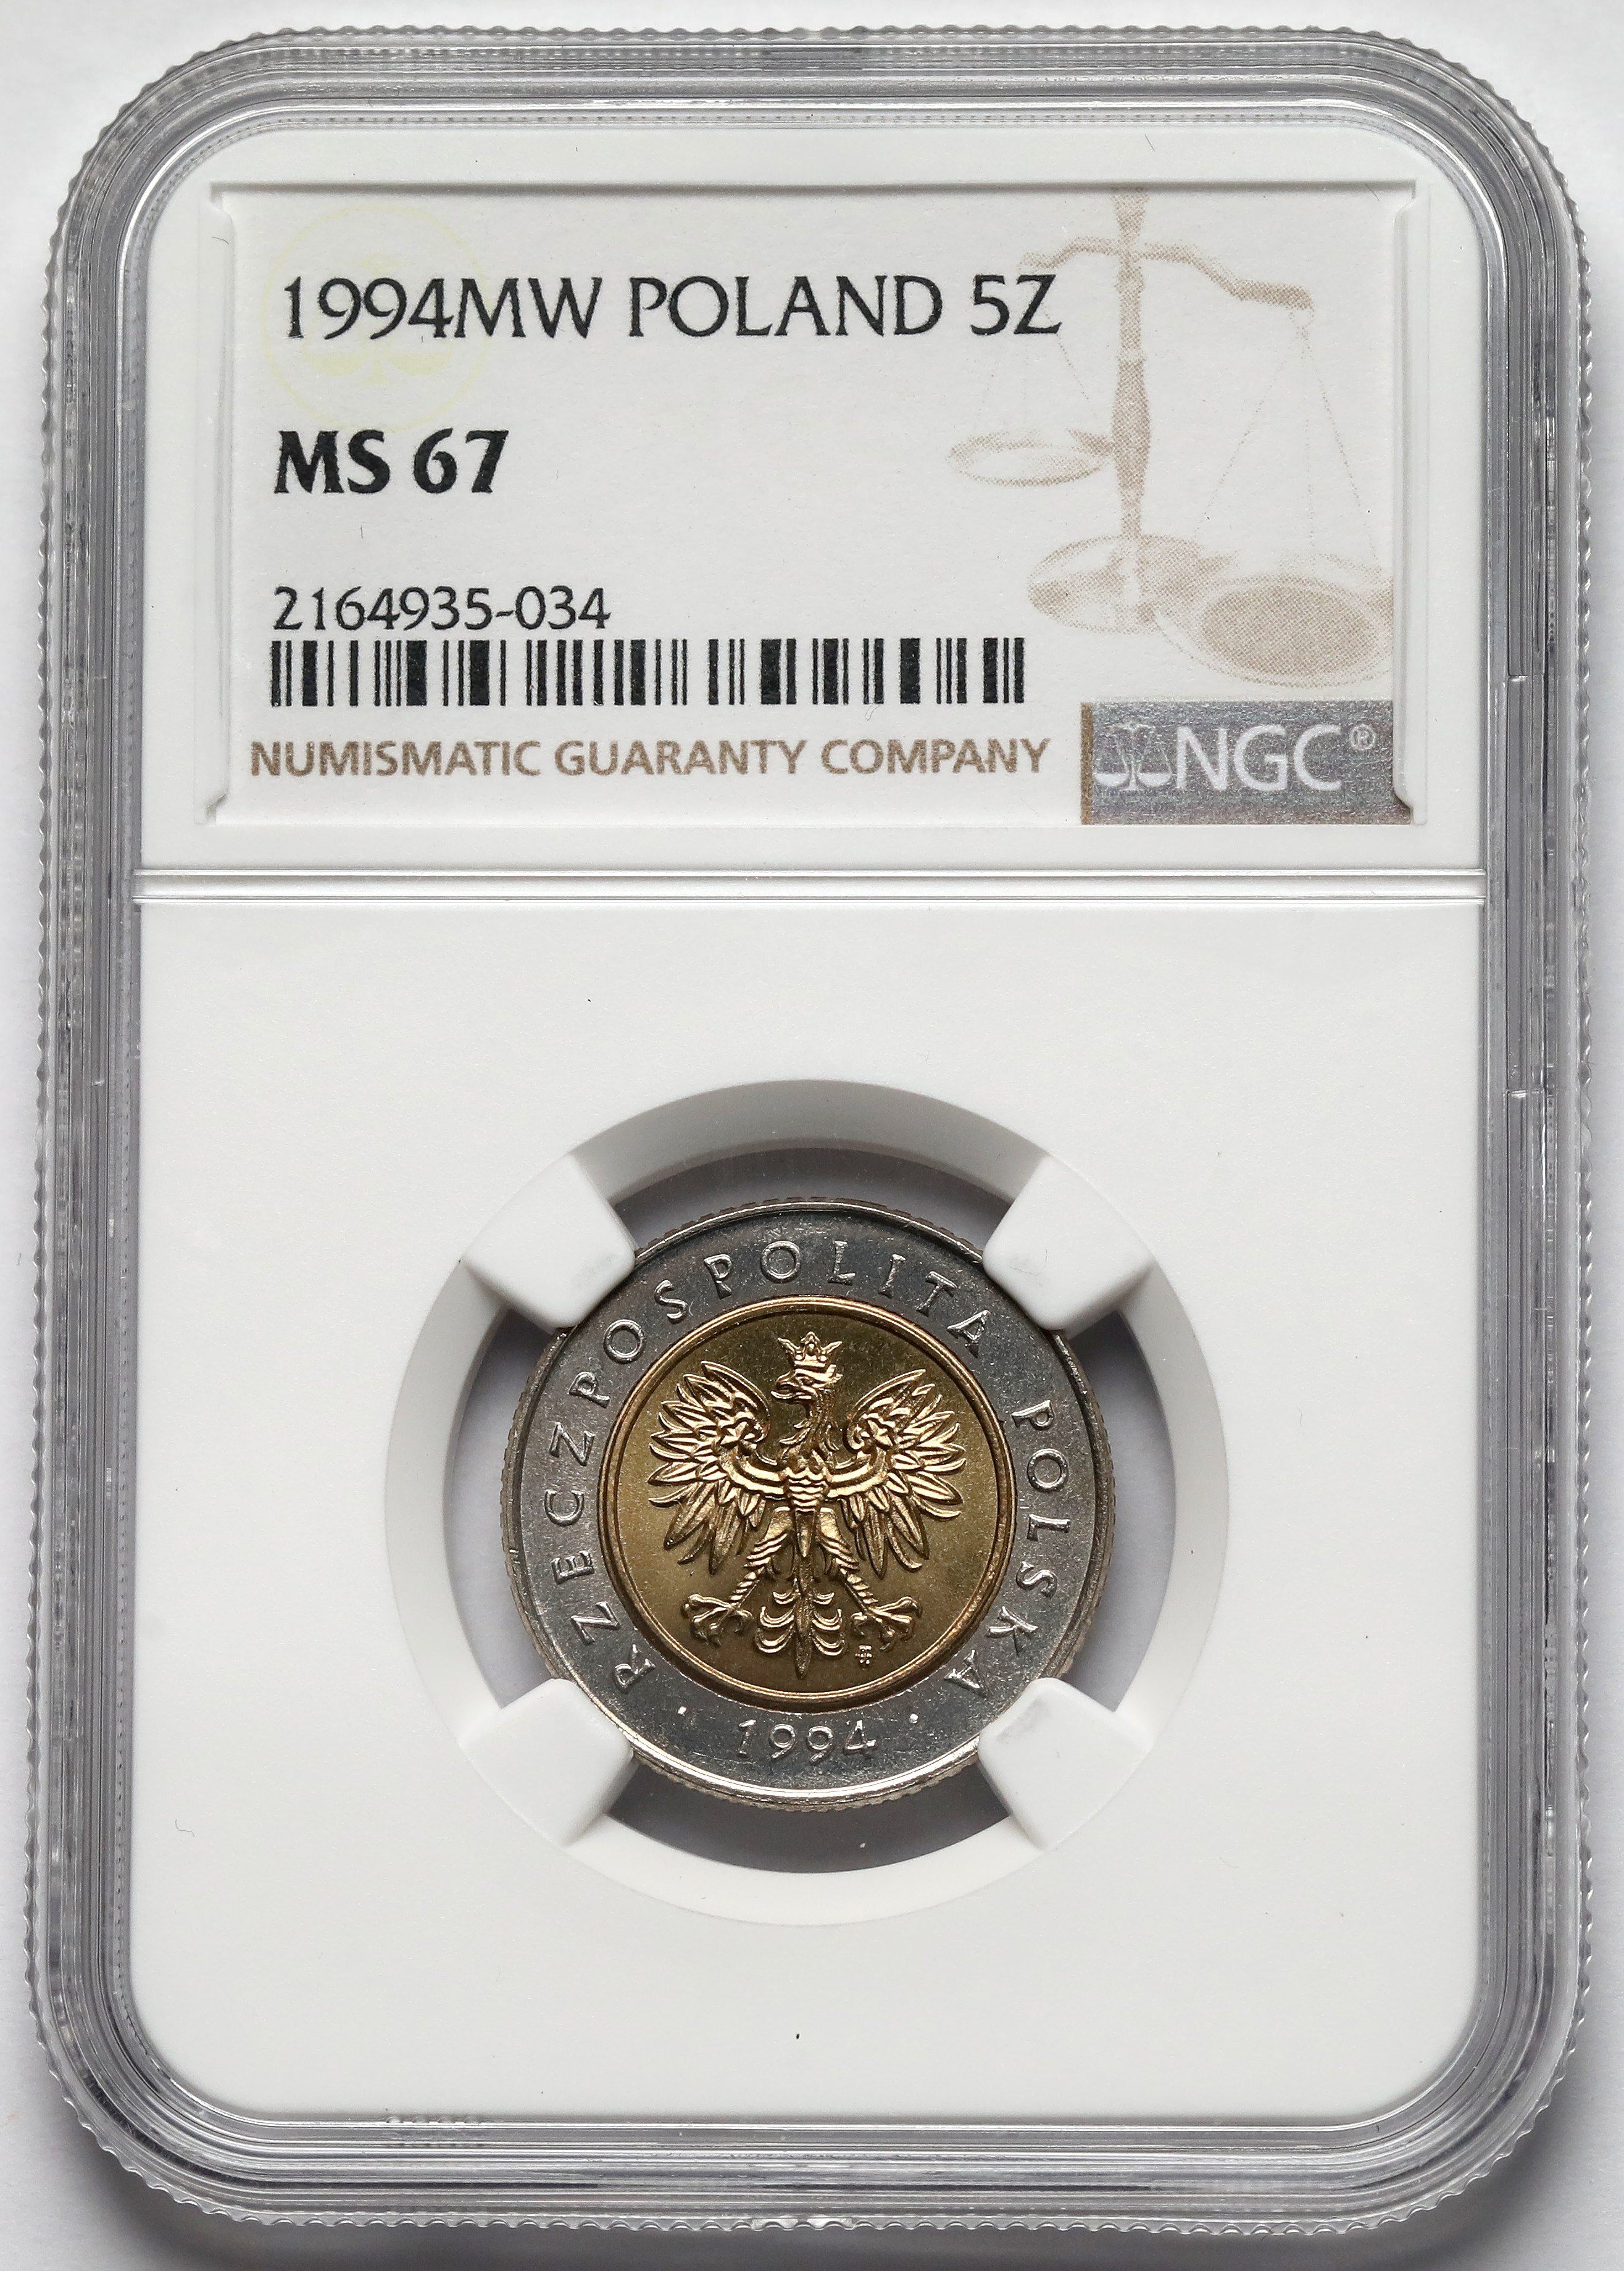 1994MW POLAND 5Z
MS 67
2164935-034
NUMISMATIC GUARANTY COMPANY
NGC®
RZECZPOSPOLITA POLSKA
· 1994 ·